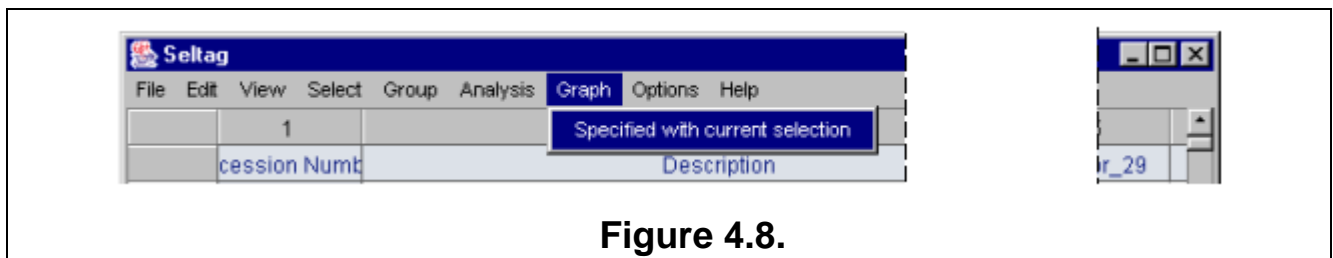 Seltag
File Edit View Select Group Analysis Graph Options Help
1
Specified with current selection
cession Numb Description r_29
Figure 4.8.